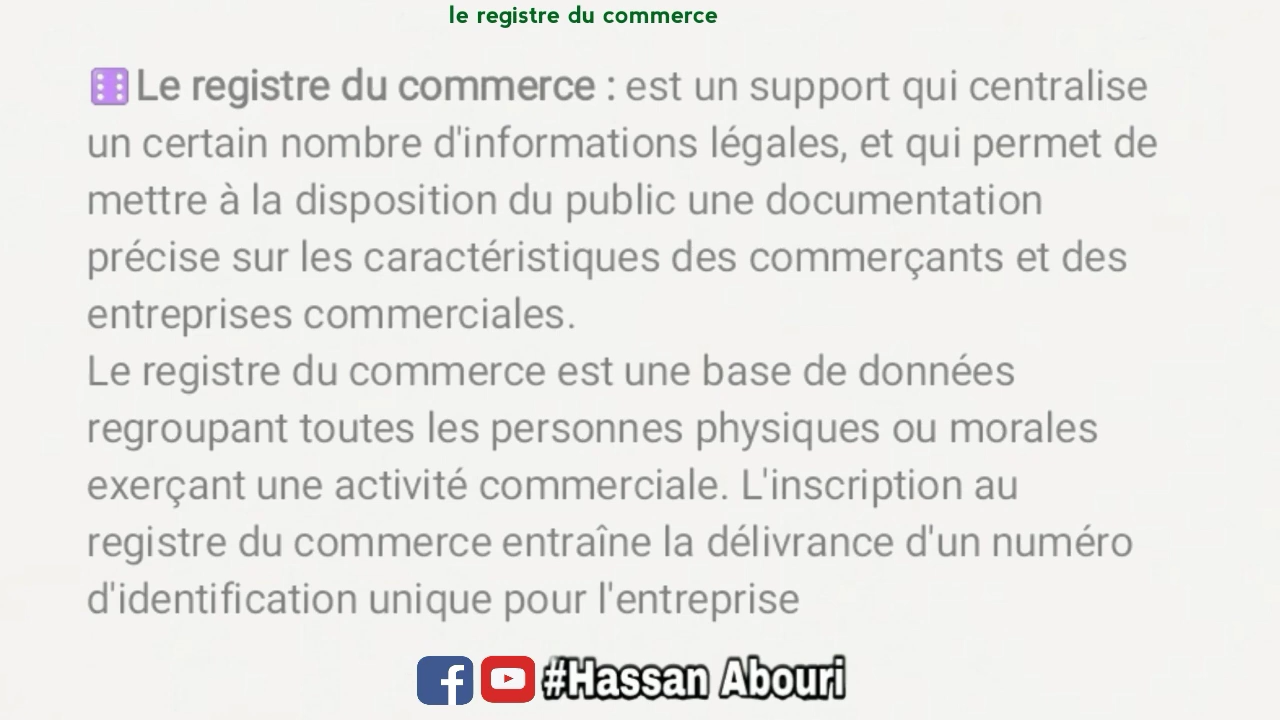 le registre du commerce
Le registre du commerce : est un support qui centralise
un certain nombre d'informations légales, et qui permet de
mettre à la disposition du public une documentation
précise sur les caractéristiques des commerçants et des
entreprises commerciales.
Le registre du commerce est une base de données
regroupant toutes les personnes physiques ou morales
exerçant une activité commerciale. L'inscription au
registre du commerce entraîne la délivrance d'un numéro
d'identification unique pour l'entreprise
#Hassan Abouri